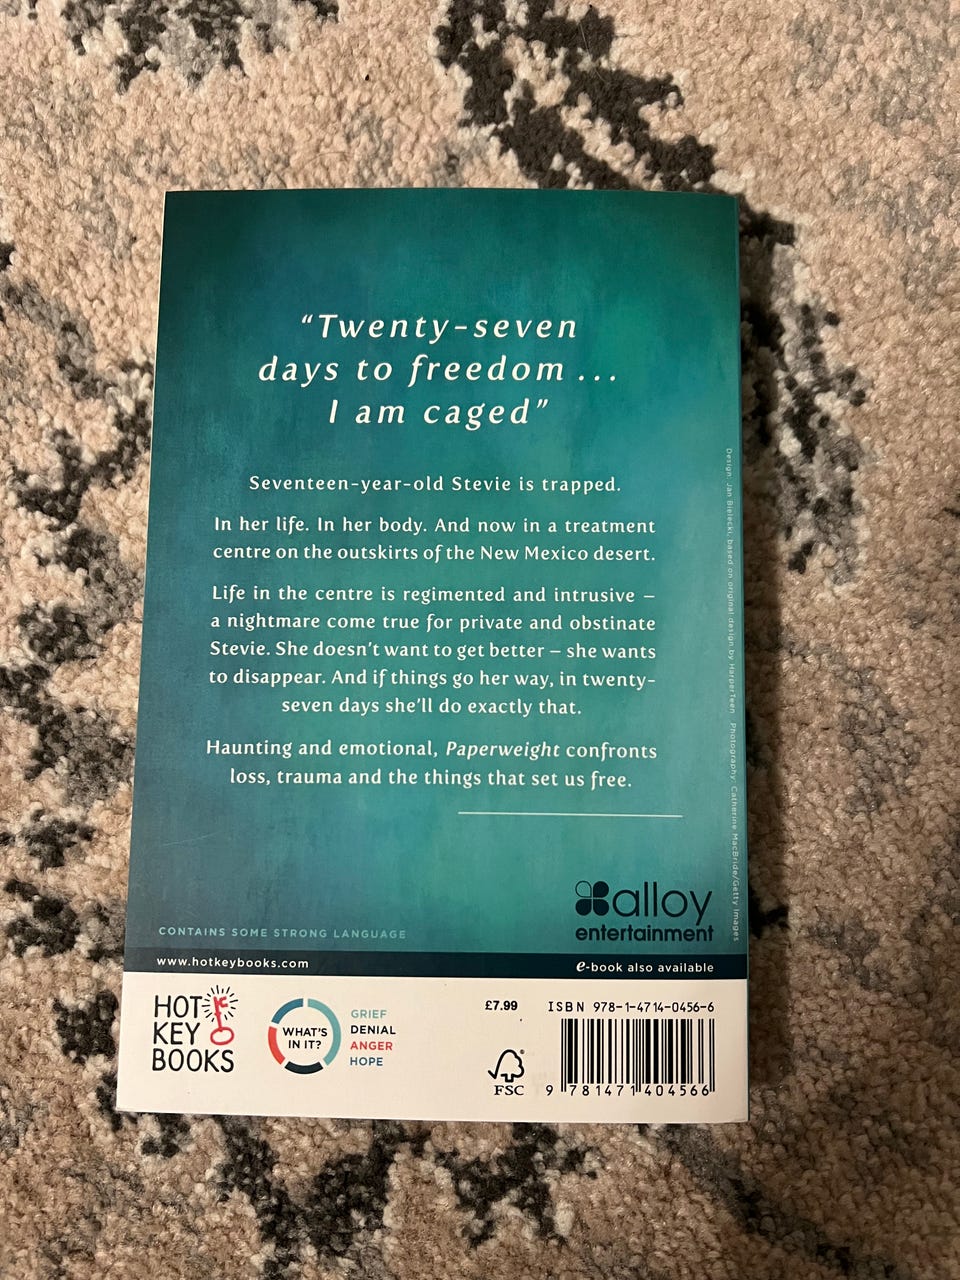 “Twenty-seven
days to freedom ...
I am caged”
Seventeen-year-old Stevie is trapped.
In her life. In her body. And now in a treatment
centre on the outskirts of the New Mexico desert.
Life in the centre is regimented and intrusive –
a nightmare come true for private and obstinate
Stevie. She doesn’t want to get better – she wants
to disappear. And if things go her way, in twenty-
seven days she’ll do exactly that.
Haunting and emotional, Paperweight confronts
loss, trauma and the things that set us free.
Design: Jan Bielecki, based on original design by HarperTeen Photography: Catherine MacBride/Getty Images
alloy
entertainment
CONTAINS SOME STRONG LANGUAGE
www.hotkeybooks.com
e-book also available
HOT
KEY
BOOKS
WHAT’S
IN IT?
GRIEF
DENIAL
ANGER
HOPE
£7.99
FSC
ISBN 978-1-4714-0456-6
9 781471 404566